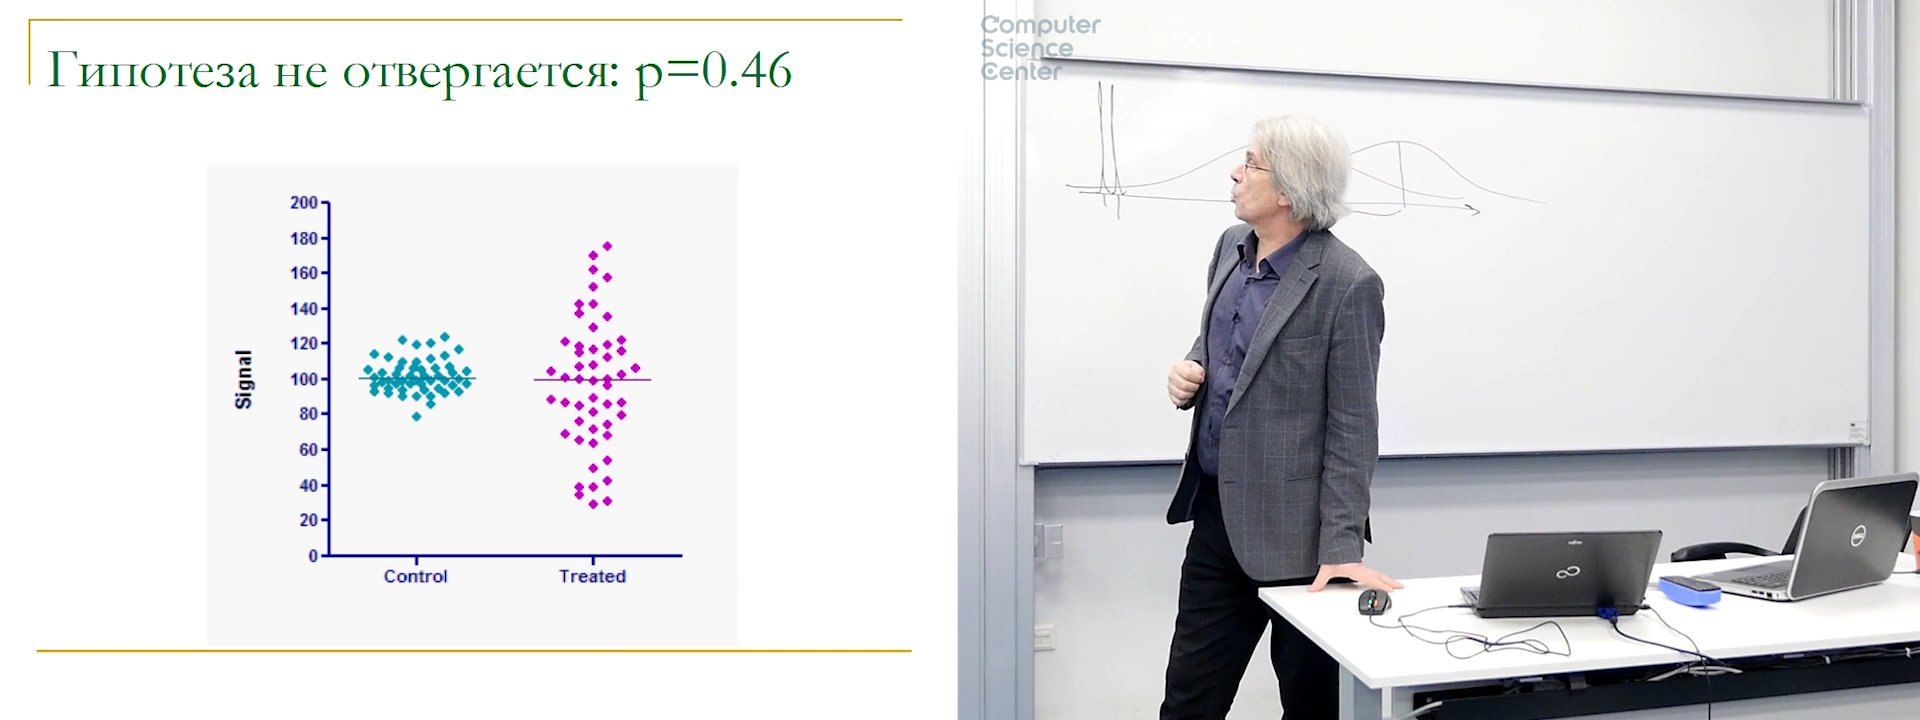 Гипотеза не отвергается: p=0.46
200
180
160
140
120
100
80
60
40
20
0
Signal
Control
Treated
Computer
Science
Center
DELL